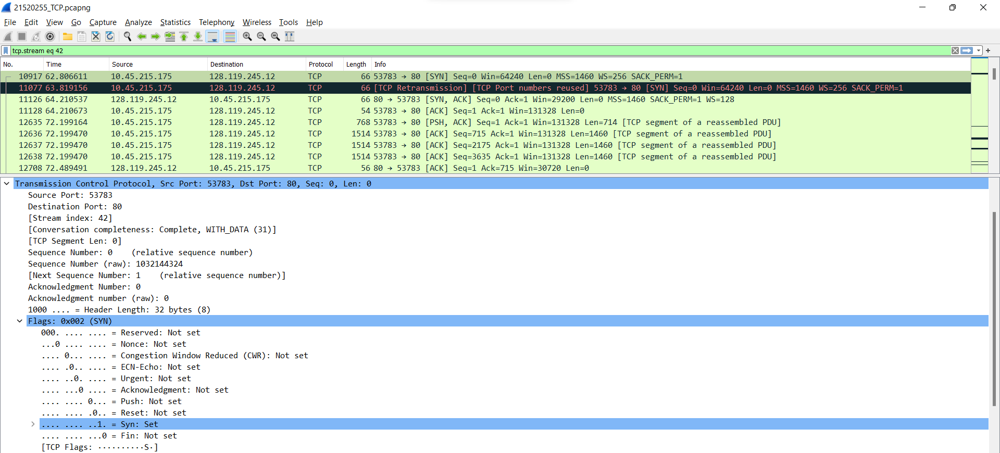 21520255_TCP.pcapng
File Edit View Go Capture Analyze Statistics Telephony Wireless Tools Help
tcp.stream eq 42
No. Time Source Destination Protocol Length Info
10917 62.806611 10.45.215.175 128.119.245.12 TCP 66 53783 → 80 [SYN] Seq=0 Win=64240 Len=0 MSS=1460 WS=256 SACK_PERM=1
11077 63.819156 10.45.215.175 128.119.245.12 TCP 66 [TCP Retransmission] [TCP Port numbers reused] 53783 → 80 [SYN] Seq=0 Win=64240 Len=0 MSS=1460 WS=256 SACK_PERM=1
11126 64.210537 128.119.245.12 10.45.215.175 TCP 66 80 → 53783 [SYN, ACK] Seq=0 Ack=1 Win=29200 Len=0 MSS=1460 SACK_PERM=1 WS=128
11128 64.210673 10.45.215.175 128.119.245.12 TCP 54 53783 → 80 [ACK] Seq=1 Ack=1 Win=131328 Len=0
12635 72.199164 10.45.215.175 128.119.245.12 TCP 768 53783 → 80 [PSH, ACK] Seq=1 Ack=1 Win=131328 Len=714 [TCP segment of a reassembled PDU]
12636 72.199470 10.45.215.175 128.119.245.12 TCP 1514 53783 → 80 [ACK] Seq=715 Ack=1 Win=131328 Len=1460 [TCP segment of a reassembled PDU]
12637 72.199470 10.45.215.175 128.119.245.12 TCP 1514 53783 → 80 [ACK] Seq=2175 Ack=1 Win=131328 Len=1460 [TCP segment of a reassembled PDU]
12638 72.199470 10.45.215.175 128.119.245.12 TCP 1514 53783 → 80 [ACK] Seq=3635 Ack=1 Win=131328 Len=1460 [TCP segment of a reassembled PDU]
12708 72.489491 128.119.245.12 10.45.215.175 TCP 56 80 → 53783 [ACK] Seq=1 Ack=715 Win=30720 Len=0
Transmission Control Protocol, Src Port: 53783, Dst Port: 80, Seq: 0, Len: 0
Source Port: 53783
Destination Port: 80
[Stream index: 42]
[Conversation completeness: Complete, WITH_DATA (31)]
[TCP Segment Len: 0]
Sequence Number: 0 (relative sequence number)
Sequence Number (raw): 1032144324
[Next Sequence Number: 1 (relative sequence number)]
Acknowledgment Number: 0
Acknowledgment number (raw): 0
1000 .... = Header Length: 32 bytes (8)
Flags: 0x002 (SYN)
000. .... .... = Reserved: Not set
...0 .... .... = Nonce: Not set
.... 0... .... = Congestion Window Reduced (CWR): Not set
.... .0.. .... = ECN-Echo: Not set
.... ..0. .... = Urgent: Not set
.... ...0 .... = Acknowledgment: Not set
.... .... 0... = Push: Not set
.... .... .0.. = Reset: Not set
.... .... ..1. = Syn: Set
.... .... ...0 = Fin: Not set
[TCP Flags: ··········S·]